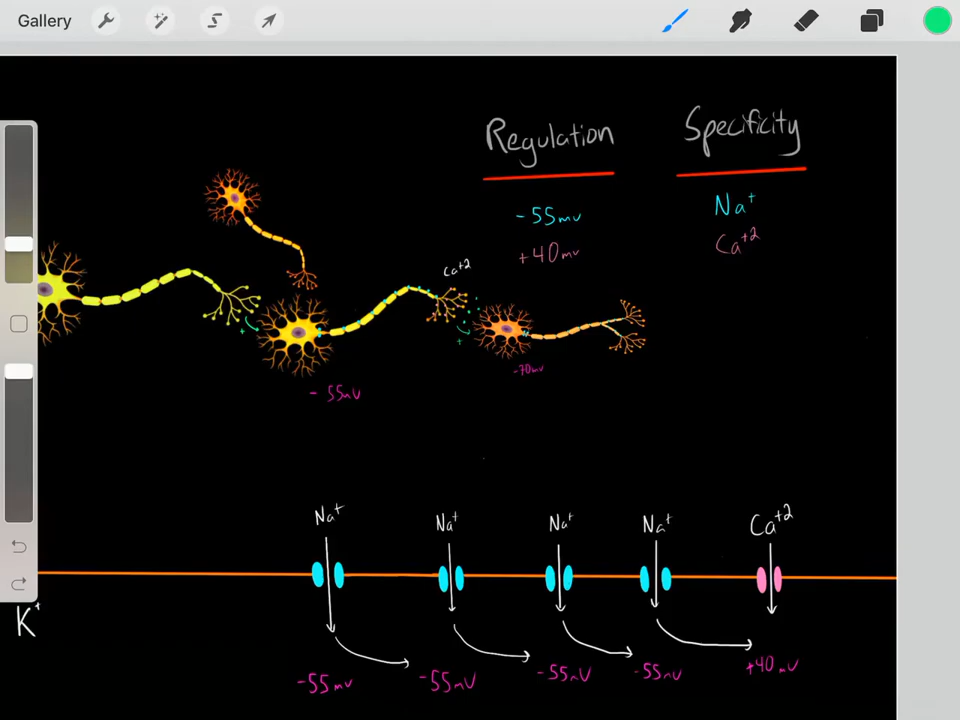 Gallery
Regulation
Specificity
-55mv
Na+
+40mv
Ca+2
Ca+2
+
+
-70mv
- 55mV
Na+
Na+
Na+
Na+
Ca+2
K+
-55mv
-55mV
-55mV
-55mV
+40mV